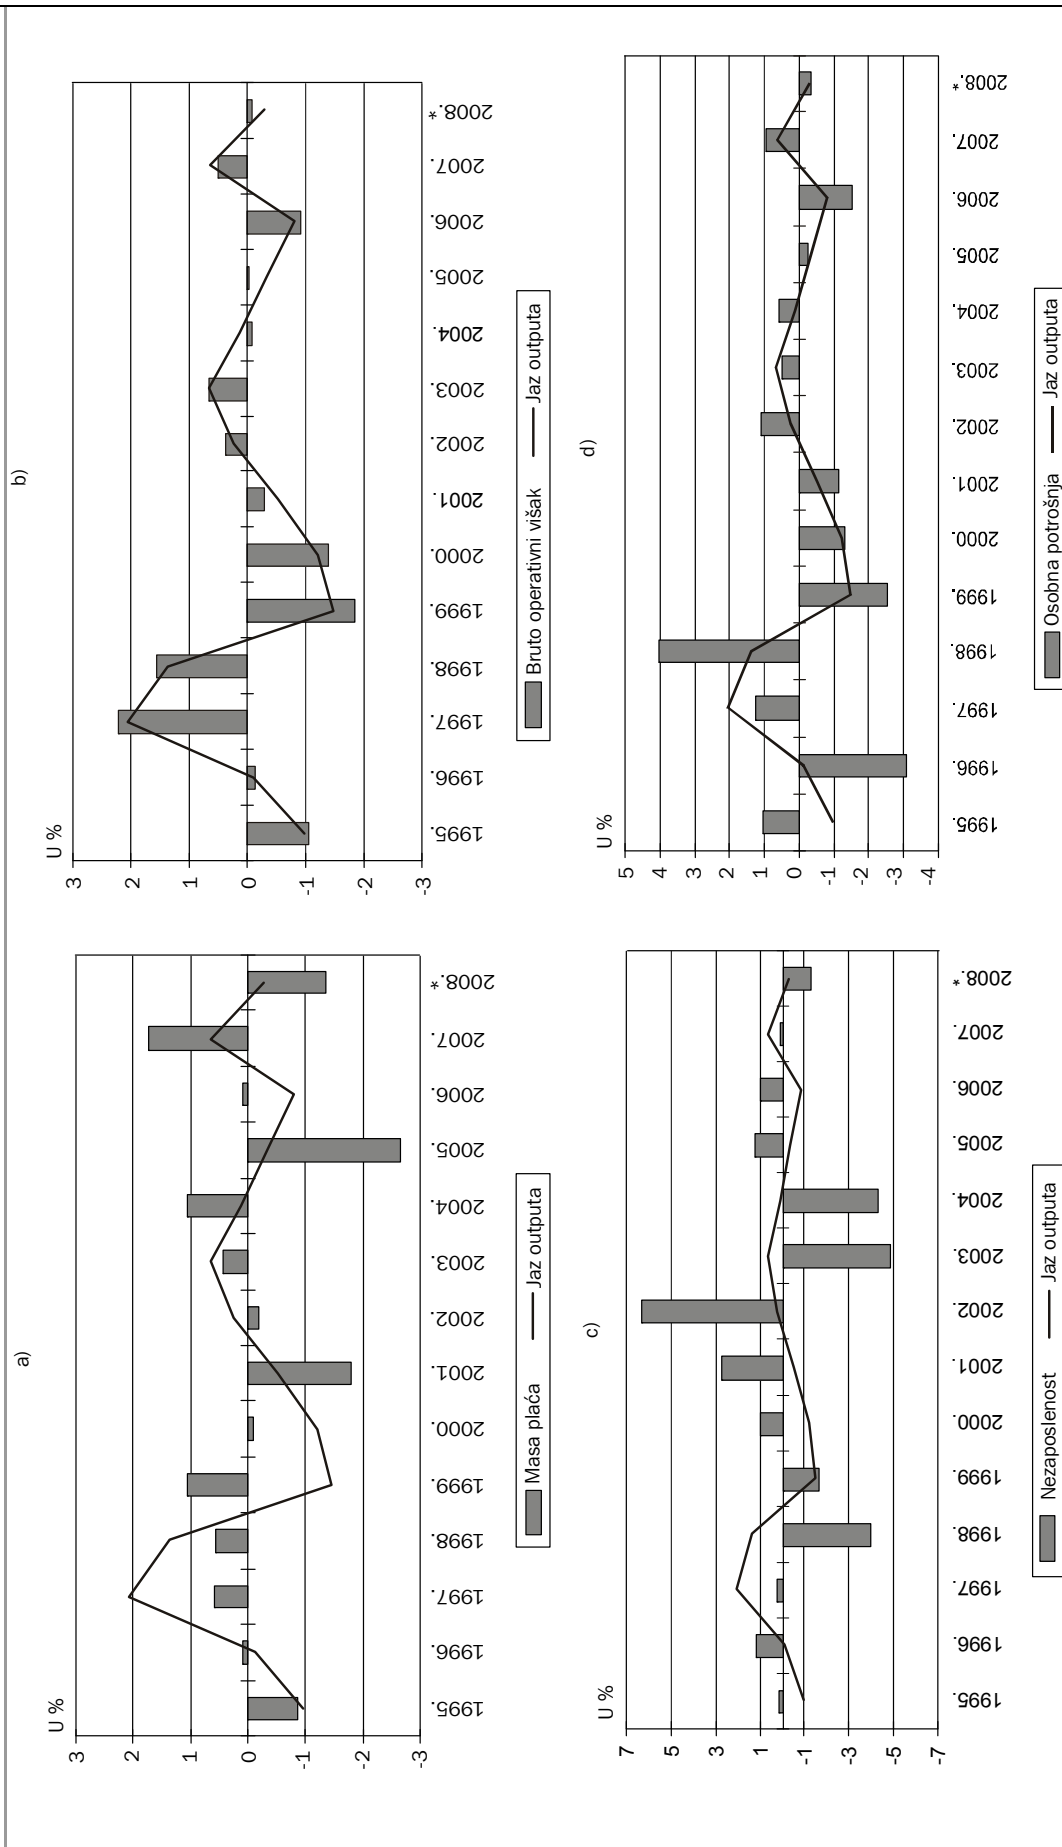 a)
U %
3
2
1
0
-1
-2
-3
1995. 1996. 1997. 1998. 1999. 2000. 2001. 2002. 2003. 2004. 2005. 2006. 2007. 2008.*
Masa plaća Jaz outputa
b)
U %
3
2
1
0
-1
-2
-3
1995. 1996. 1997. 1998. 1999. 2000. 2001. 2002. 2003. 2004. 2005. 2006. 2007. 2008.*
Bruto operativni višak Jaz outputa
c)
U %
7
5
3
1
-1
-3
-5
-7
1995. 1996. 1997. 1998. 1999. 2000. 2001. 2002. 2003. 2004. 2005. 2006. 2007. 2008.*
Nezaposlenost Jaz outputa
d)
U %
5
4
3
2
1
0
-1
-2
-3
-4
1995. 1996. 1997. 1998. 1999. 2000. 2001. 2002. 2003. 2004. 2005. 2006. 2007. 2008.*
Osobna potrošnja Jaz outputa